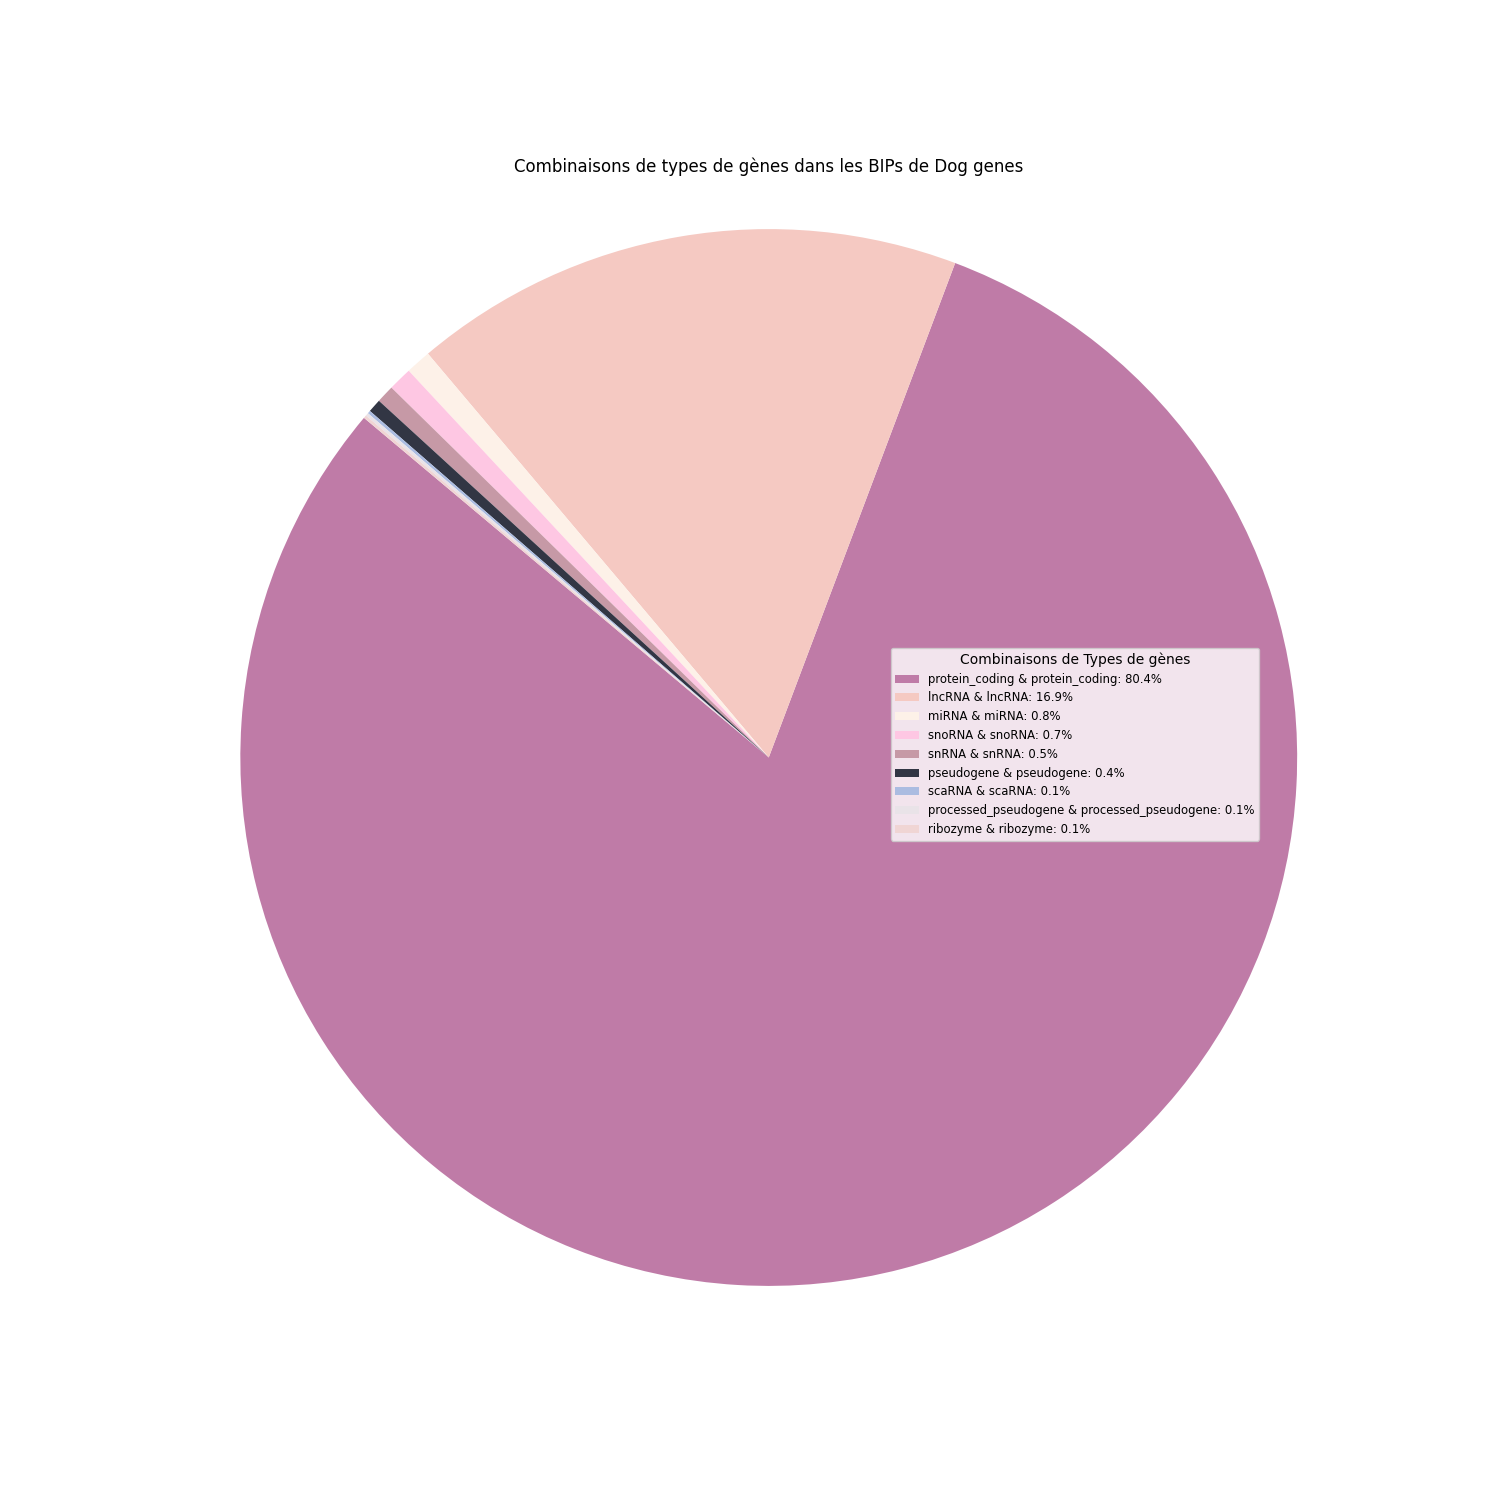 Combinaisons de types de gènes dans les BIPs de Dog genes
Combinaisons de Types de gènes
protein_coding & protein_coding: 80.4%
lncRNA & lncRNA: 16.9%
miRNA & miRNA: 0.8%
snoRNA & snoRNA: 0.7%
snRNA & snRNA: 0.5%
pseudogene & pseudogene: 0.4%
scaRNA & scaRNA: 0.1%
processed_pseudogene & processed_pseudogene: 0.1%
ribozyme & ribozyme: 0.1%